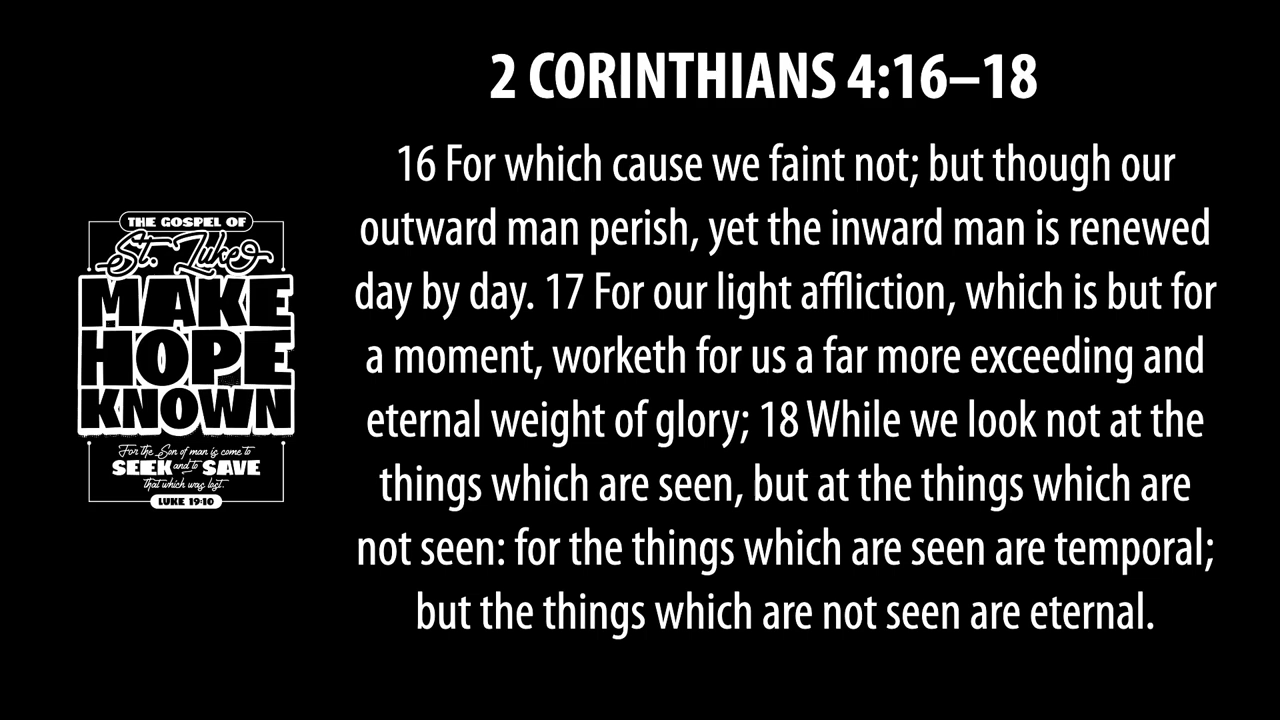 2 CORINTHIANS 4:16–18
16 For which cause we faint not; but though our
outward man perish, yet the inward man is renewed
day by day. 17 For our light affliction, which is but for
a moment, worketh for us a far more exceeding and
eternal weight of glory; 18 While we look not at the
things which are seen, but at the things which are
not seen: for the things which are seen are temporal;
but the things which are not seen are eternal.
THE GOSPEL OF
St. Luke
MAKE
HOPE
KNOWN
For the Son of man is come to
SEEK and to SAVE
that which was lost.
LUKE 19:10